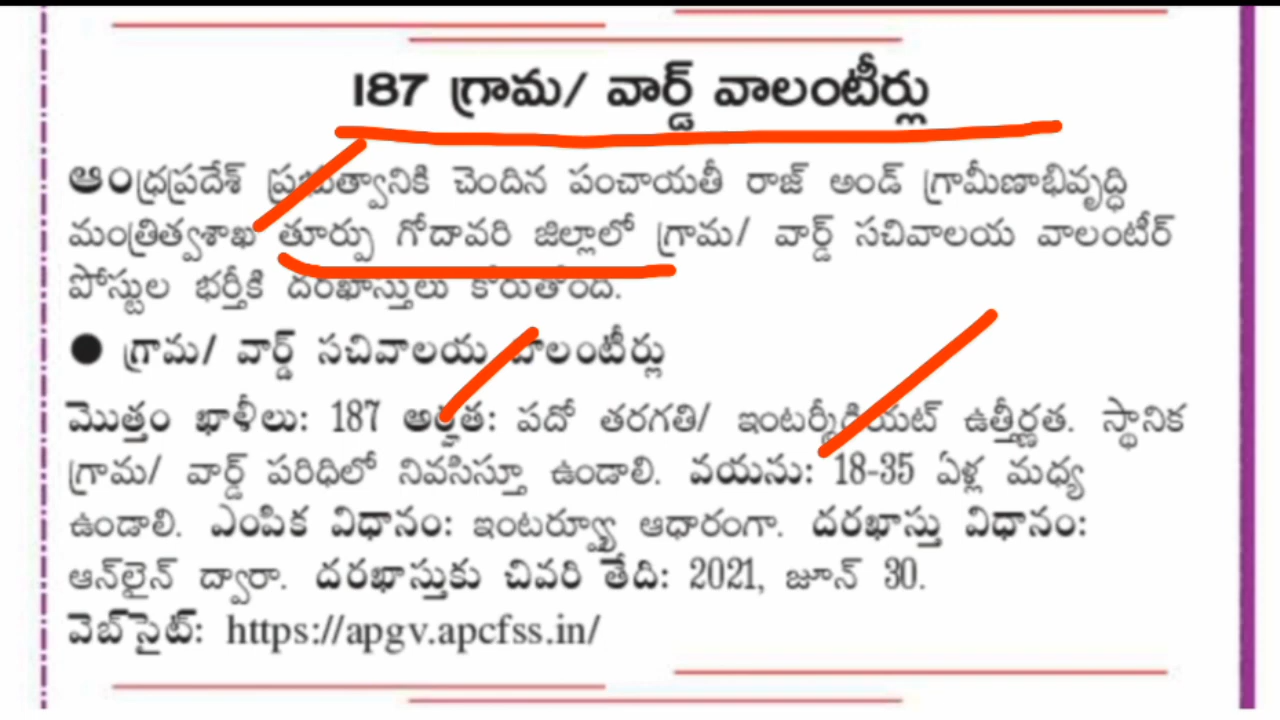 187 గ్రామ/ వార్డ్ వాలంటీర్లు
ఆంధ్రప్రదేశ్ ప్రభుత్వానికి చెందిన పంచాయతీ రాజ్ అండ్ గ్రామీణాభివృద్ధి
మంత్రిత్వశాఖ తూర్పు గోదావరి జిల్లాలో గ్రామ/ వార్డ్ సచివాలయ వాలంటీర్
పోస్టుల భర్తీకి దరఖాస్తులు కోరుతోంది.
● గ్రామ/ వార్డ్ సచివాలయ వాలంటీర్లు
మొత్తం ఖాళీలు: 187 అర్హత: పదో తరగతి/ ఇంటర్మీడియట్ ఉత్తీర్ణత. స్థానిక
గ్రామ/ వార్డ్ పరిధిలో నివసిస్తూ ఉండాలి. వయసు: 18-35 ఏళ్ల మధ్య
ఉండాలి. ఎంపిక విధానం: ఇంటర్వ్యూ ఆధారంగా. దరఖాస్తు విధానం:
ఆన్‌లైన్ ద్వారా. దరఖాస్తుకు చివరి తేది: 2021, జూన్ 30.
వెబ్‌సైట్: https://apgv.apcfss.in/